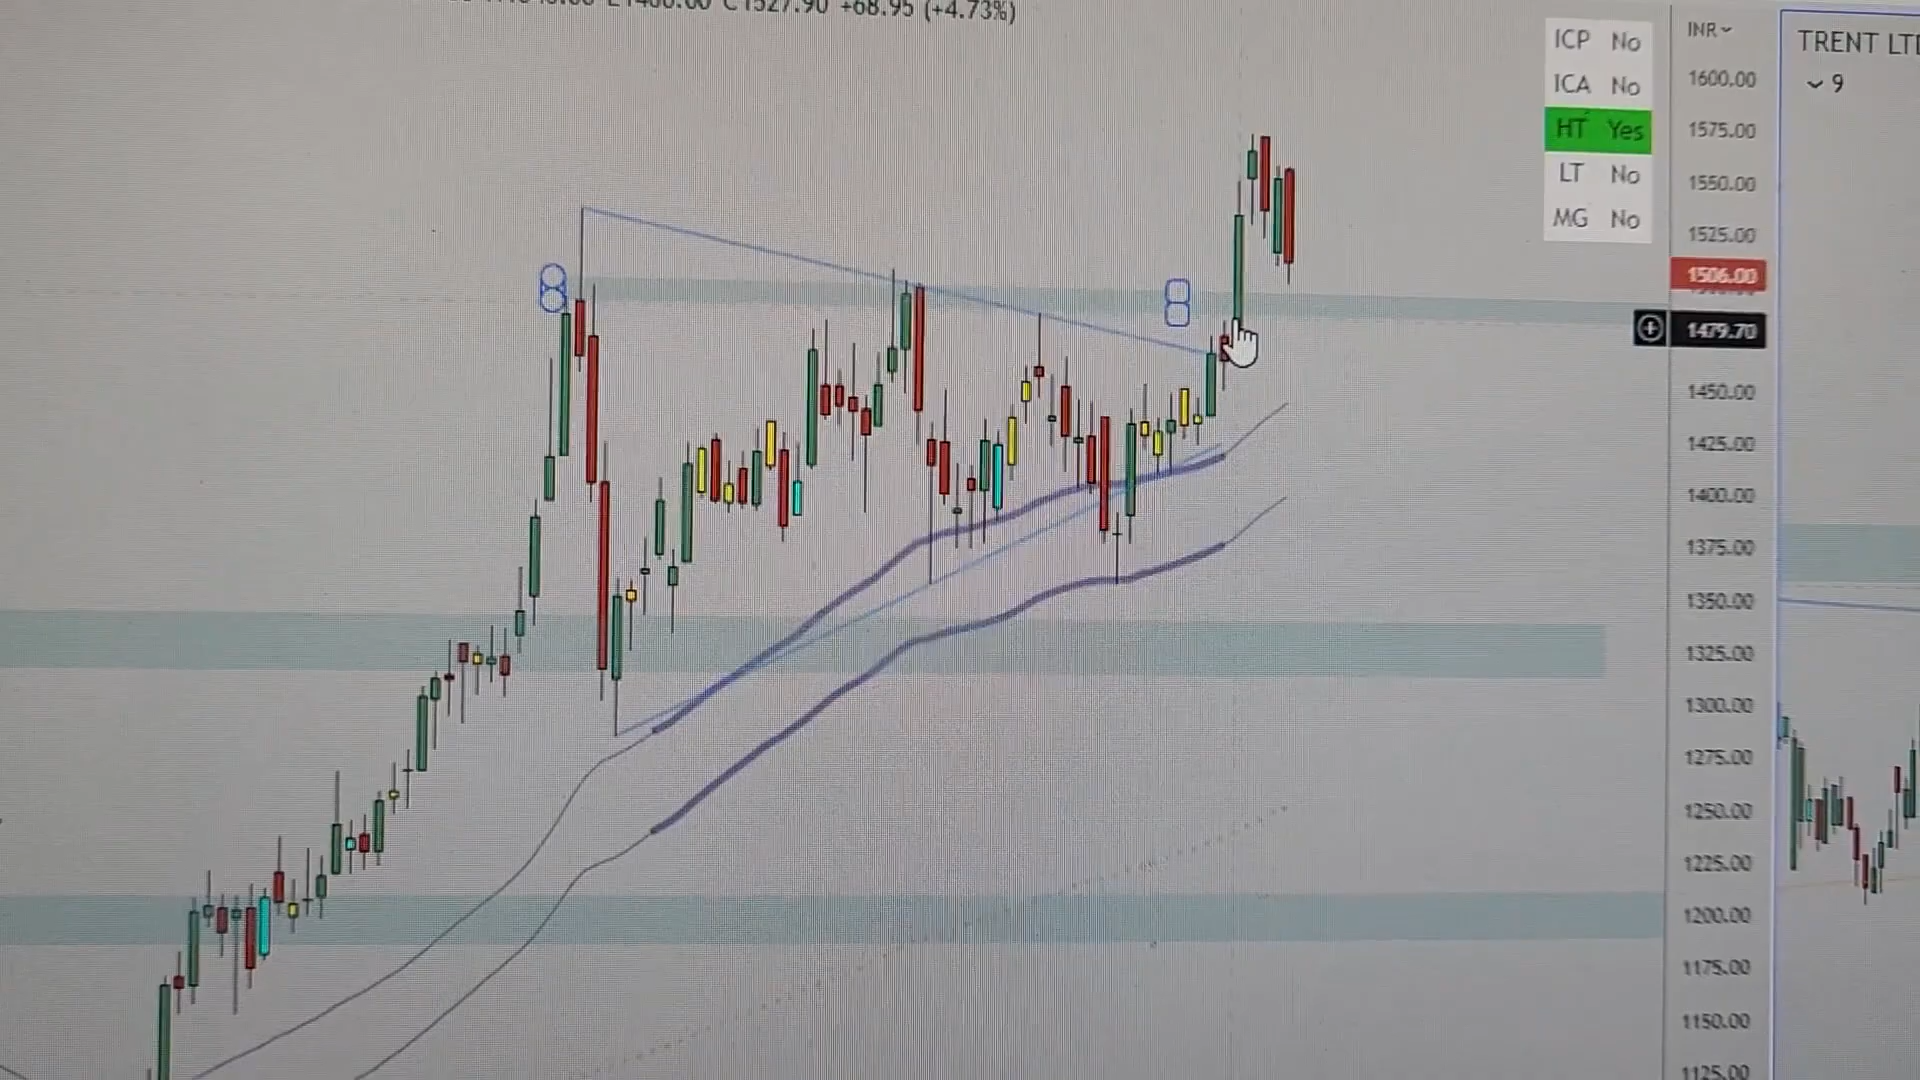 C1527.90 +68.95 (+4.73%)
ICP No
ICA No
HT Yes
LT No
MG No
INR
1600.00
1575.00
1550.00
1525.00
1506.00
1479.70
1450.00
1425.00
1400.00
1375.00
1350.00
1325.00
1300.00
1275.00
1250.00
1225.00
1200.00
1175.00
1150.00
1125.00
TRENT LTD
9
8
8